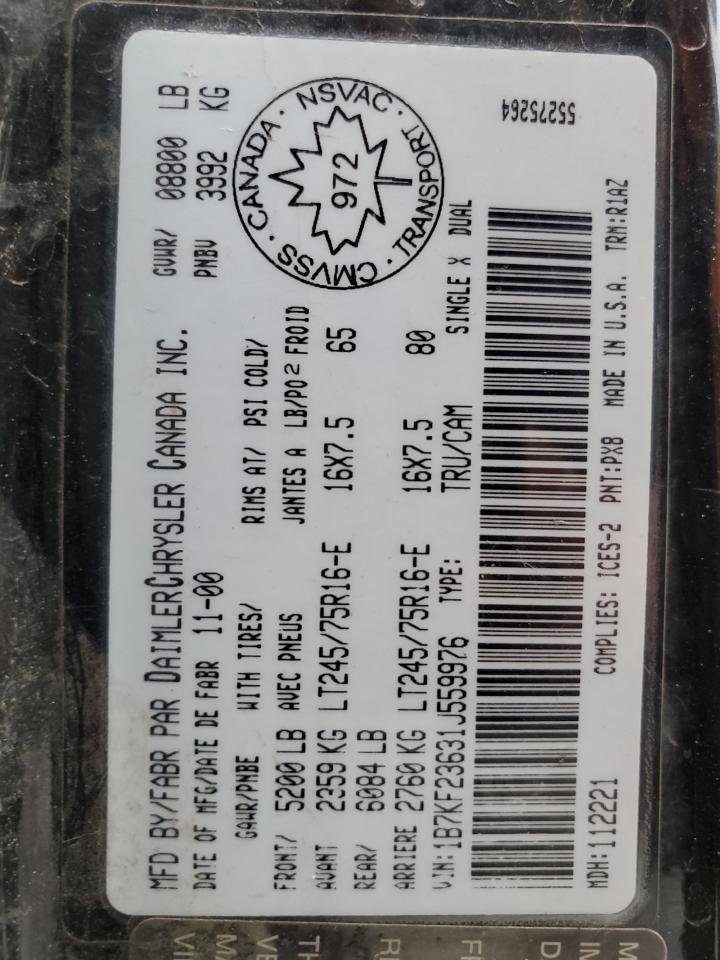 MFD BY/FABR PAR DAIMLERCHRYSLER CANADA INC.
DATE OF MFG/DATE DE FABR 11-00
GVWR/ 08800 LB
PNBV 3992 KG
GAWR/PNBE WITH TIRES/ RIMS AT/ PSI COLD/
AVEC PNEUS JANTES A LB/PO2 FROID
FRONT/ 5200 LB
AVANT 2359 KG LT245/75R16-E 16X7.5 65
REAR/ 6084 LB
ARRIERE 2760 KG LT245/75R16-E 16X7.5 80
VIN:1B7KF23631J559976 TYPE: TRU/CAM SINGLE X DUAL
CMVSS · CANADA · NSVAC · TRANSPORT ·
972
55275264
MDH:112221 COMPLIES: ICES-2 PNT:PX8 MADE IN U.S.A. TRM:R1AZ